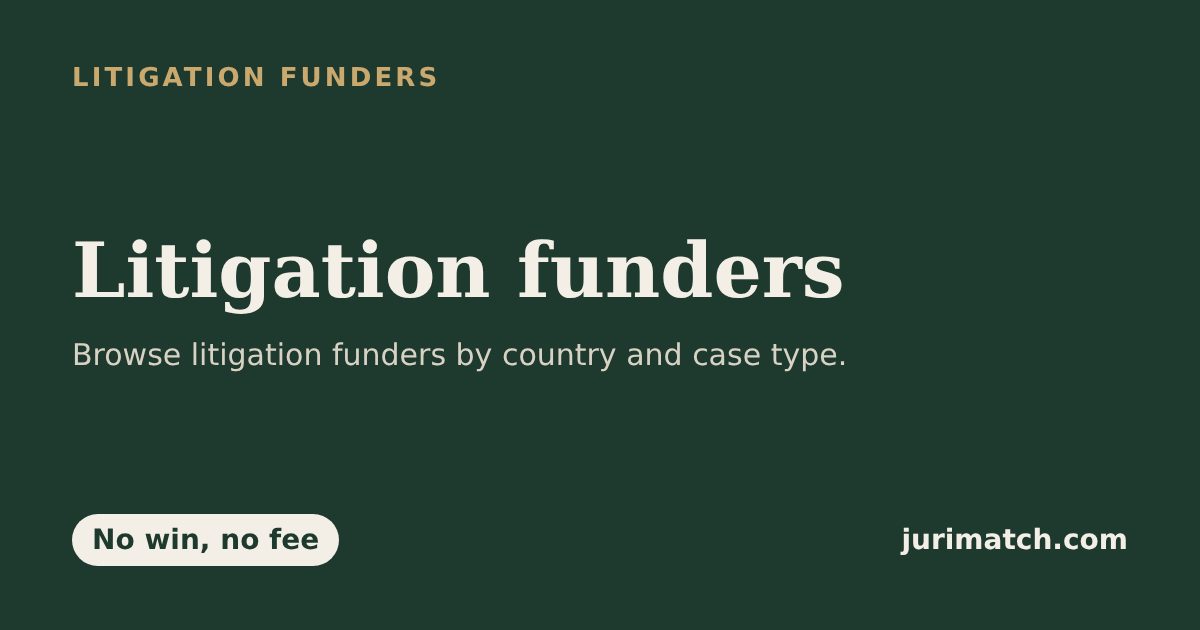 LITIGATION FUNDERS
Litigation funders
Browse litigation funders by country and case type.
No win, no fee
jurimatch.com